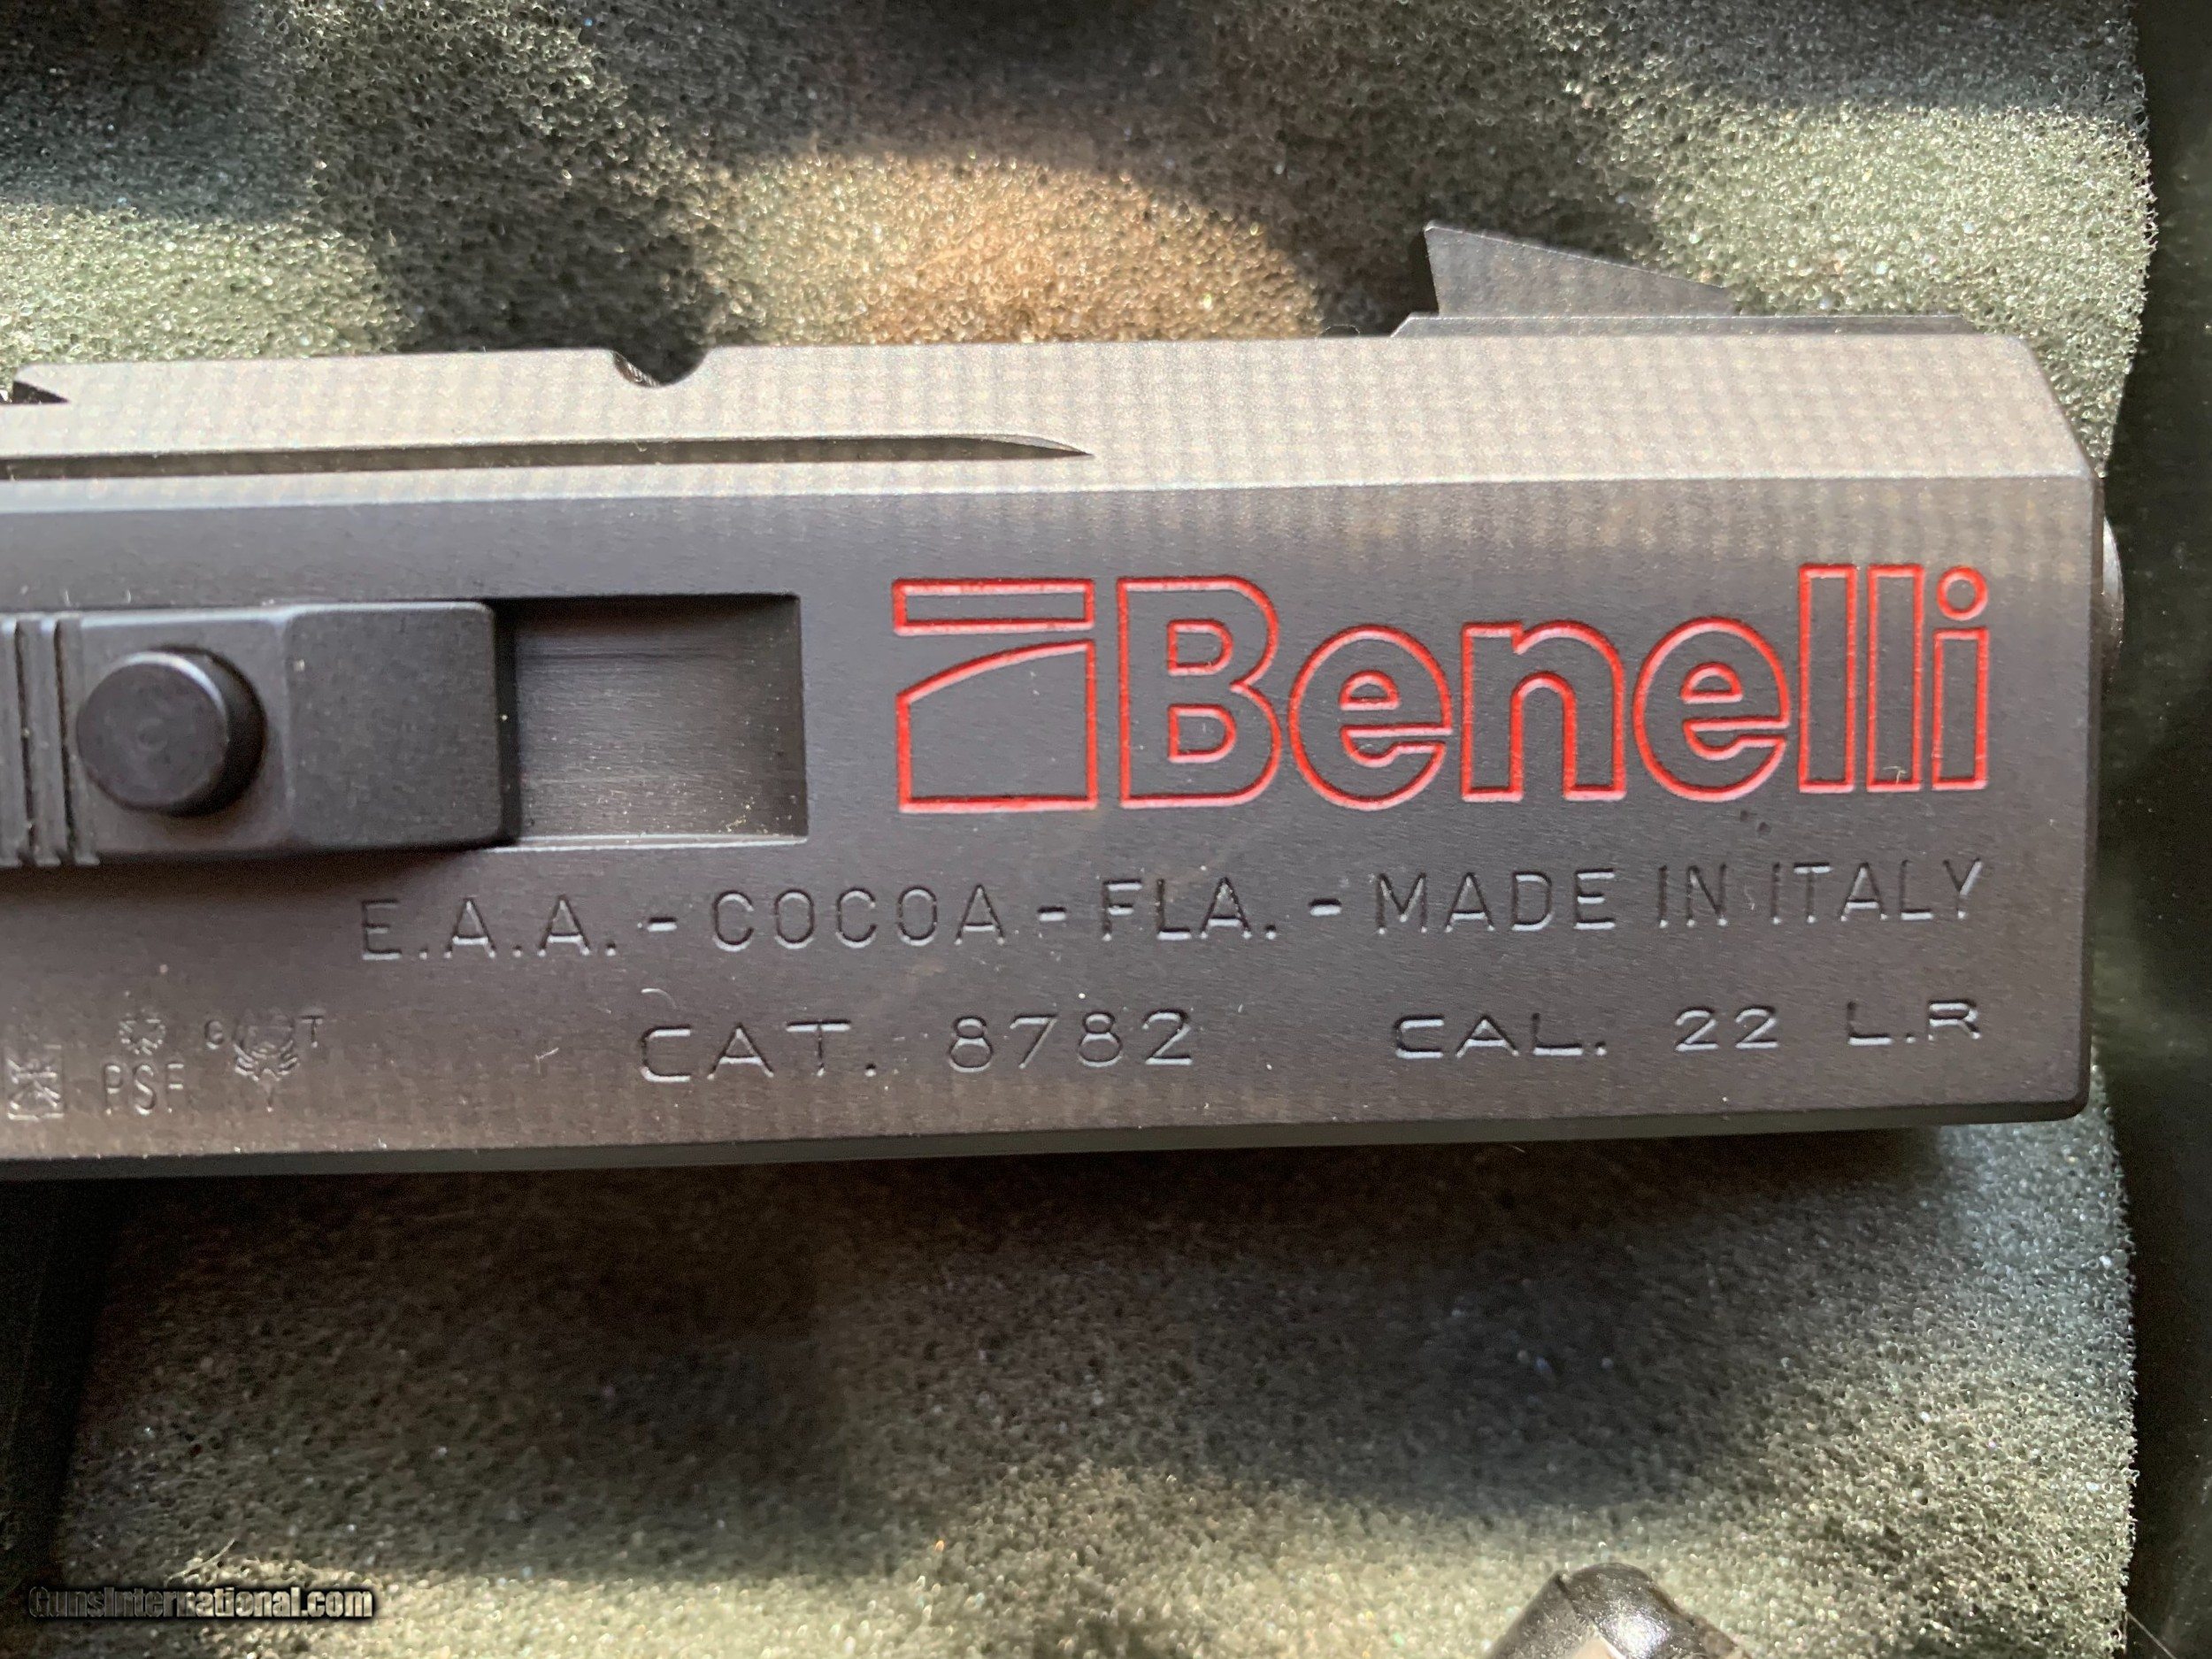 Benelli
E.A.A. - COCOA - FLA. - MADE IN ITALY
CAT. 8782 CAL. 22 L.R
PSF G T
GunsInternational.com